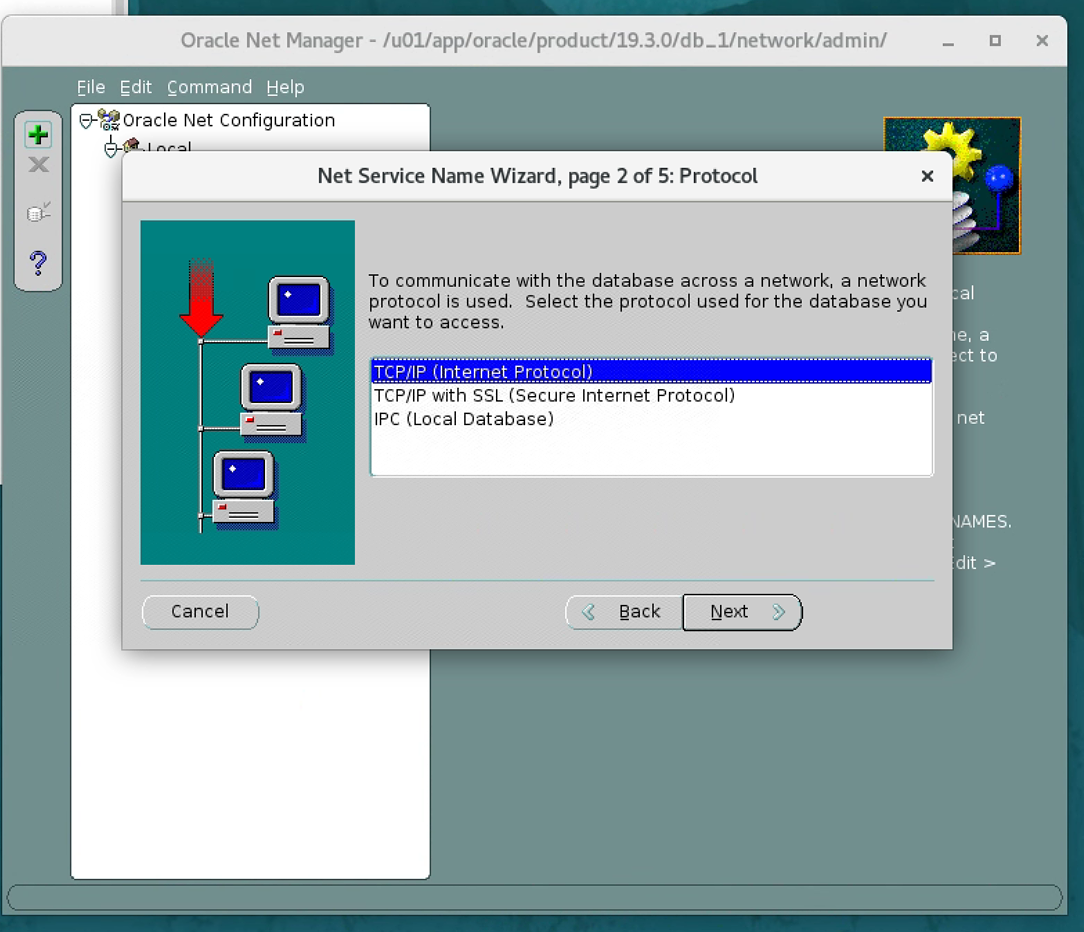 Oracle Net Manager - /u01/app/oracle/product/19.3.0/db_1/network/admin/
File Edit Command Help
Oracle Net Configuration
Local
Net Service Name Wizard, page 2 of 5: Protocol
To communicate with the database across a network, a network
protocol is used. Select the protocol used for the database you
want to access.
TCP/IP (Internet Protocol)
TCP/IP with SSL (Secure Internet Protocol)
IPC (Local Database)
Cancel
Back
Next
cal
ne, a
ect to
net
NAMES.
Edit >